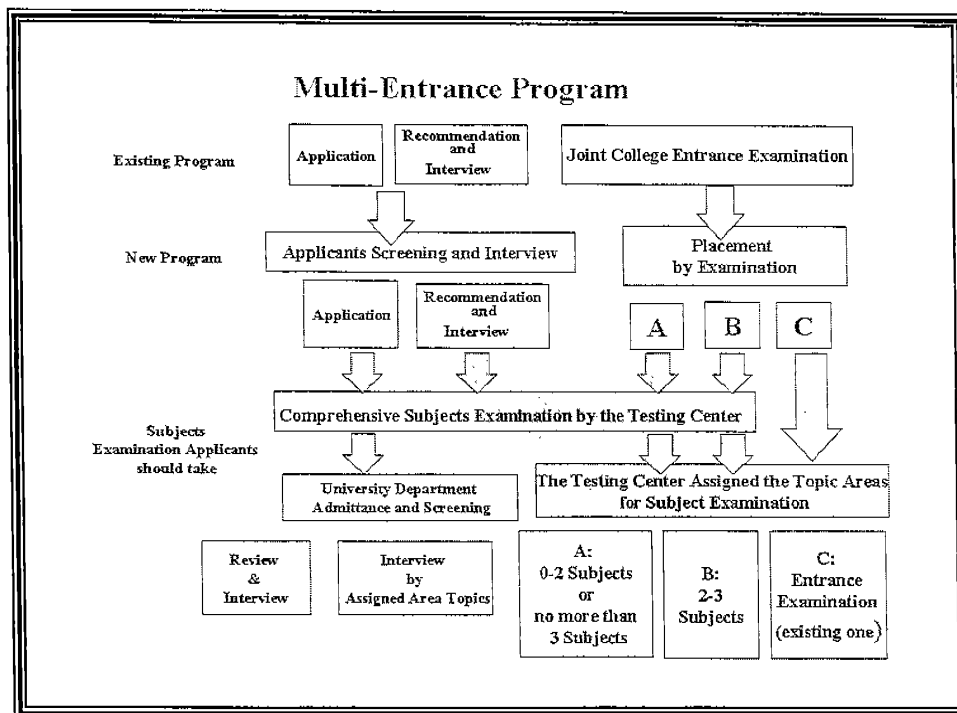 Multi-Entrance Program
Existing Program
Application
Recommendation
and
Interview
Joint College Entrance Examination
New Program
Applicants Screening and Interview
Placement
by Examination
Application
Recommendation
and
Interview
A
B
C
Comprehensive Subjects Examination by the Testing Center
Subjects
Examination Applicants
should take
University Department
Admittance and Screening
The Testing Center Assigned the Topic Areas
for Subject Examination
Review
&
Interview
Interview
by
Assigned Area Topics
A:
0-2 Subjects
or
no more than
3 Subjects
B:
2-3
Subjects
C:
Entrance
Examination
(existing one)